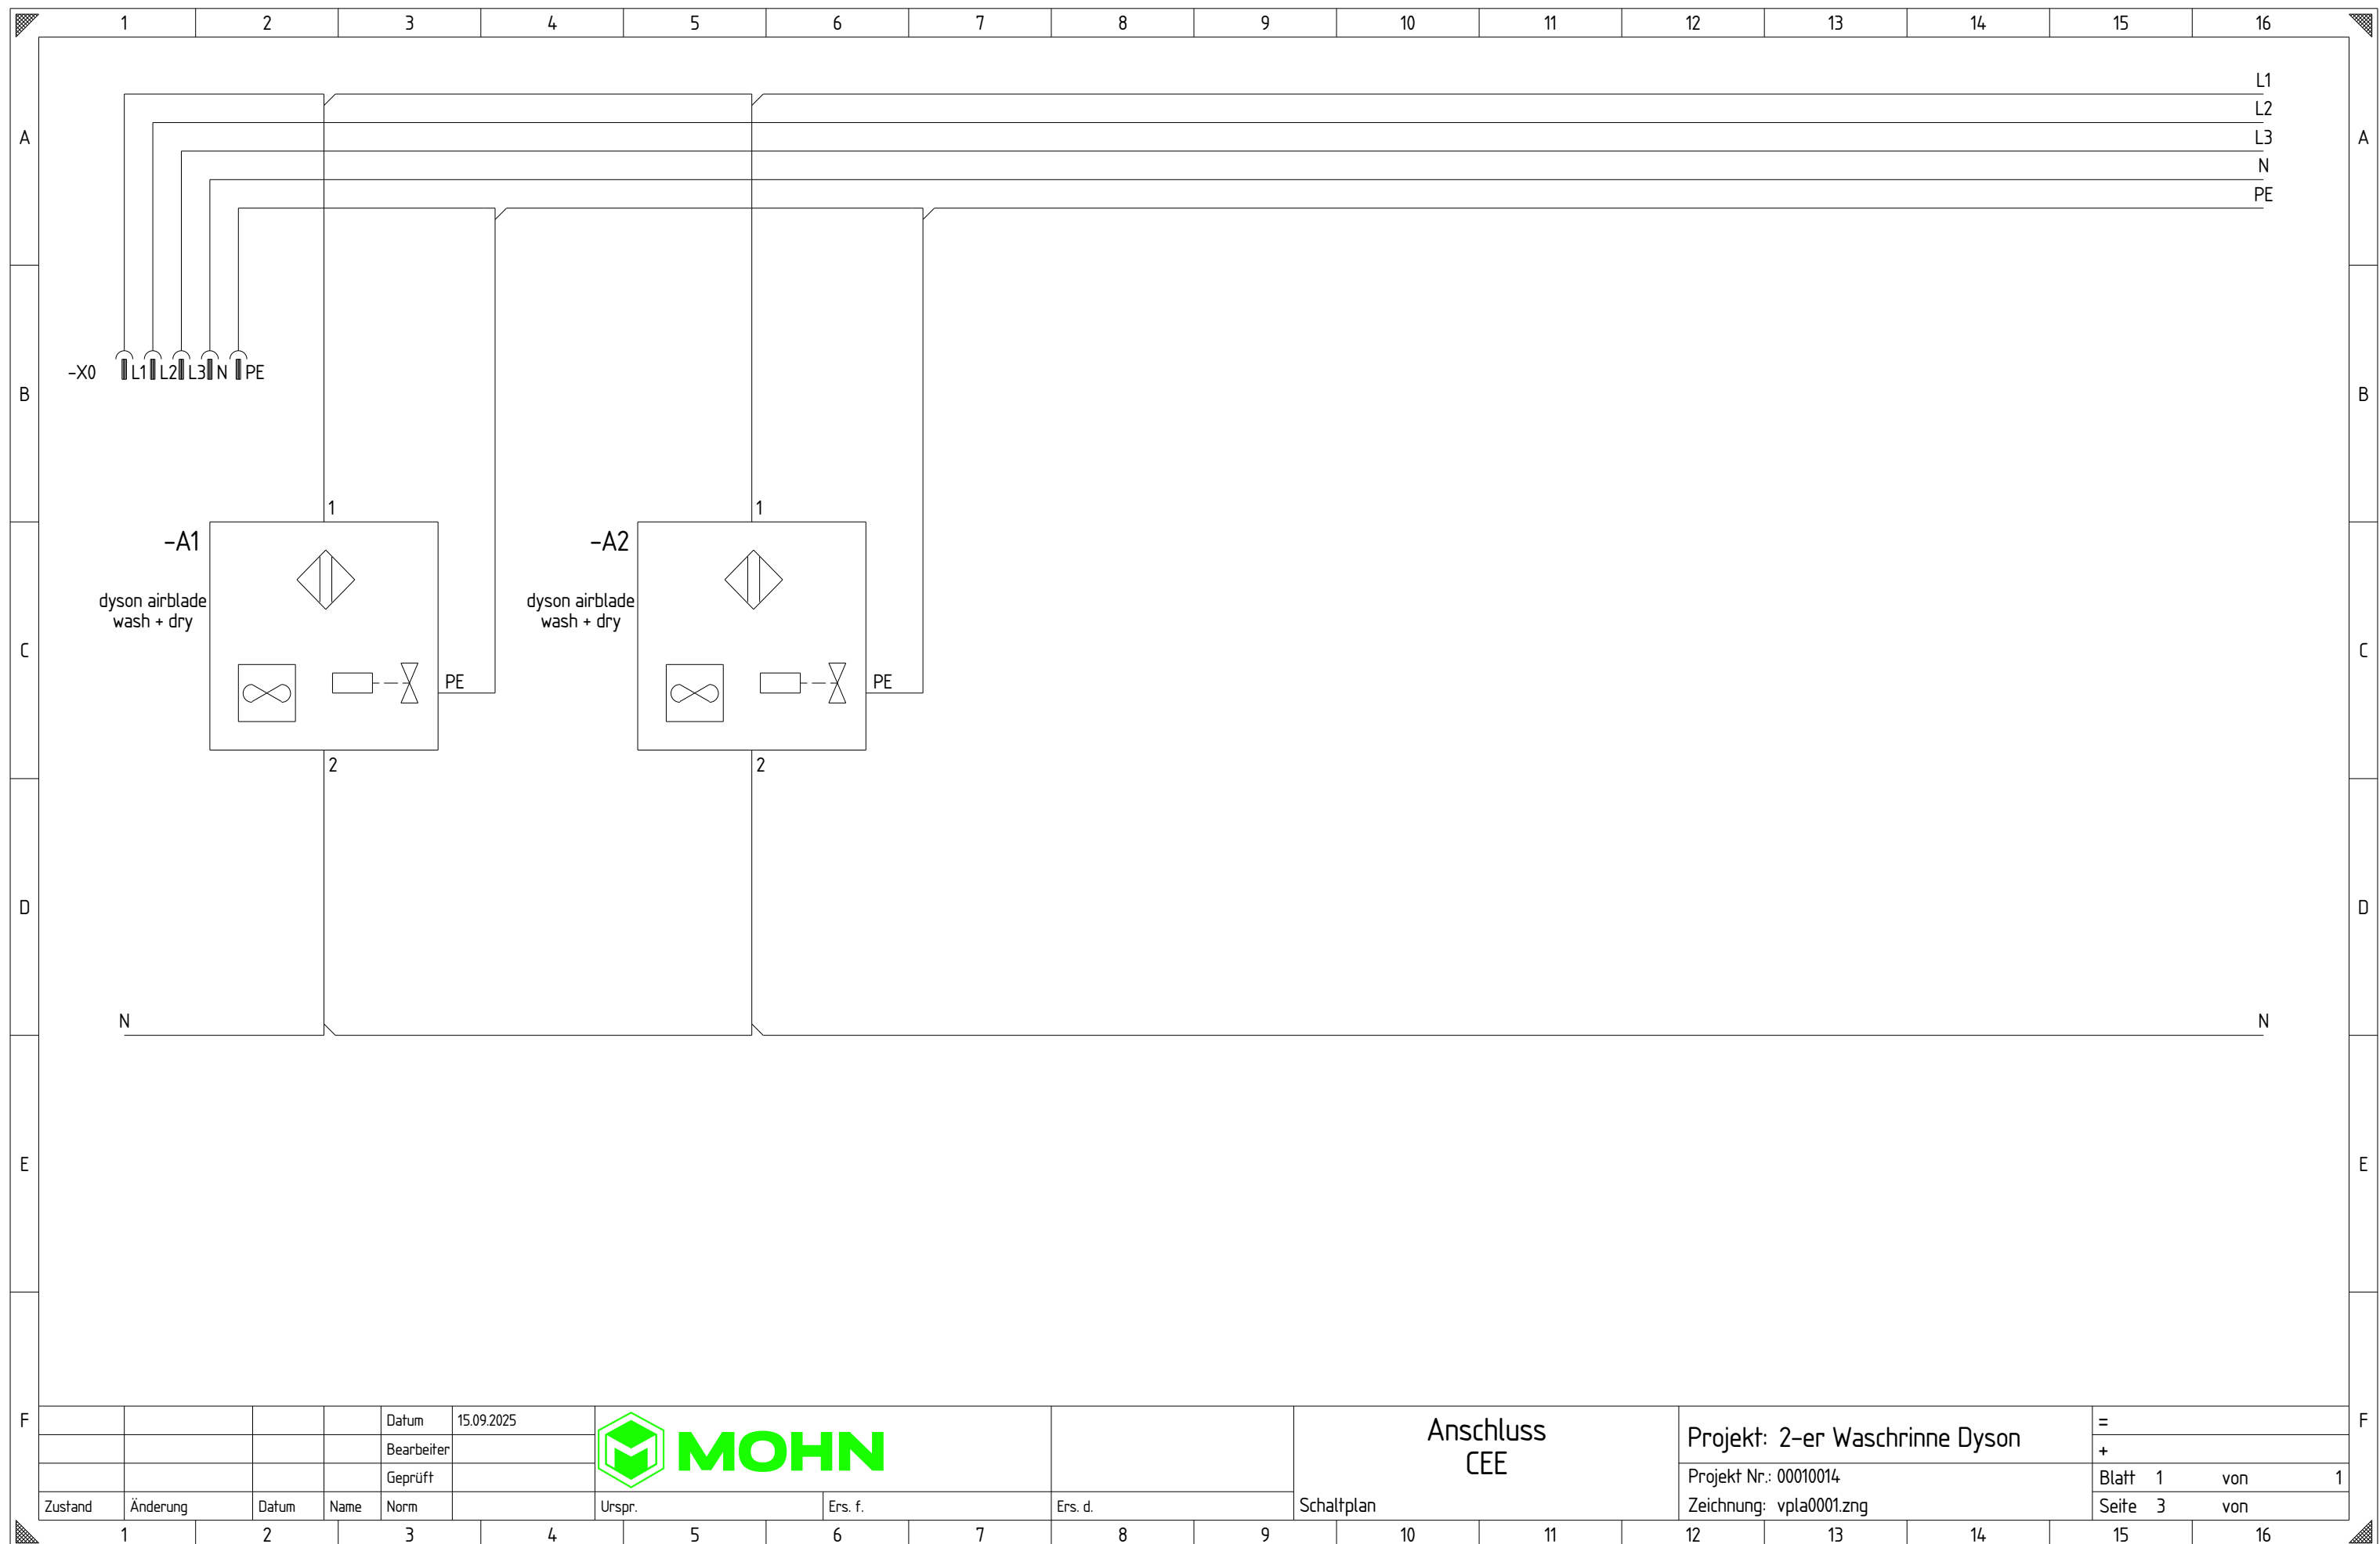 1 2 3 4 5 6 7 8 9 10 11 12 13 14 15 16
L1
L2
A A
L3
N
PE
-X0 L1 L2 L3 N PE
B B
1 1
-A1 -A2
dyson airblade dyson airblade
wash + dry wash + dry
C C
PE PE
2 2
D D
N N
E E
F F
Datum 15.09.2025
Bearbeiter
Geprüft
Zustand Änderung Datum Name Norm Urspr. Ers. f. Ers. d.
MOHN
Anschluss
CEE
Schaltplan
Projekt: 2-er Waschrinne Dyson
Projekt Nr.: 00010014
Zeichnung: vpla0001.zng
=
+
Blatt 1 von 1
Seite 3 von
1 2 3 4 5 6 7 8 9 10 11 12 13 14 15 16